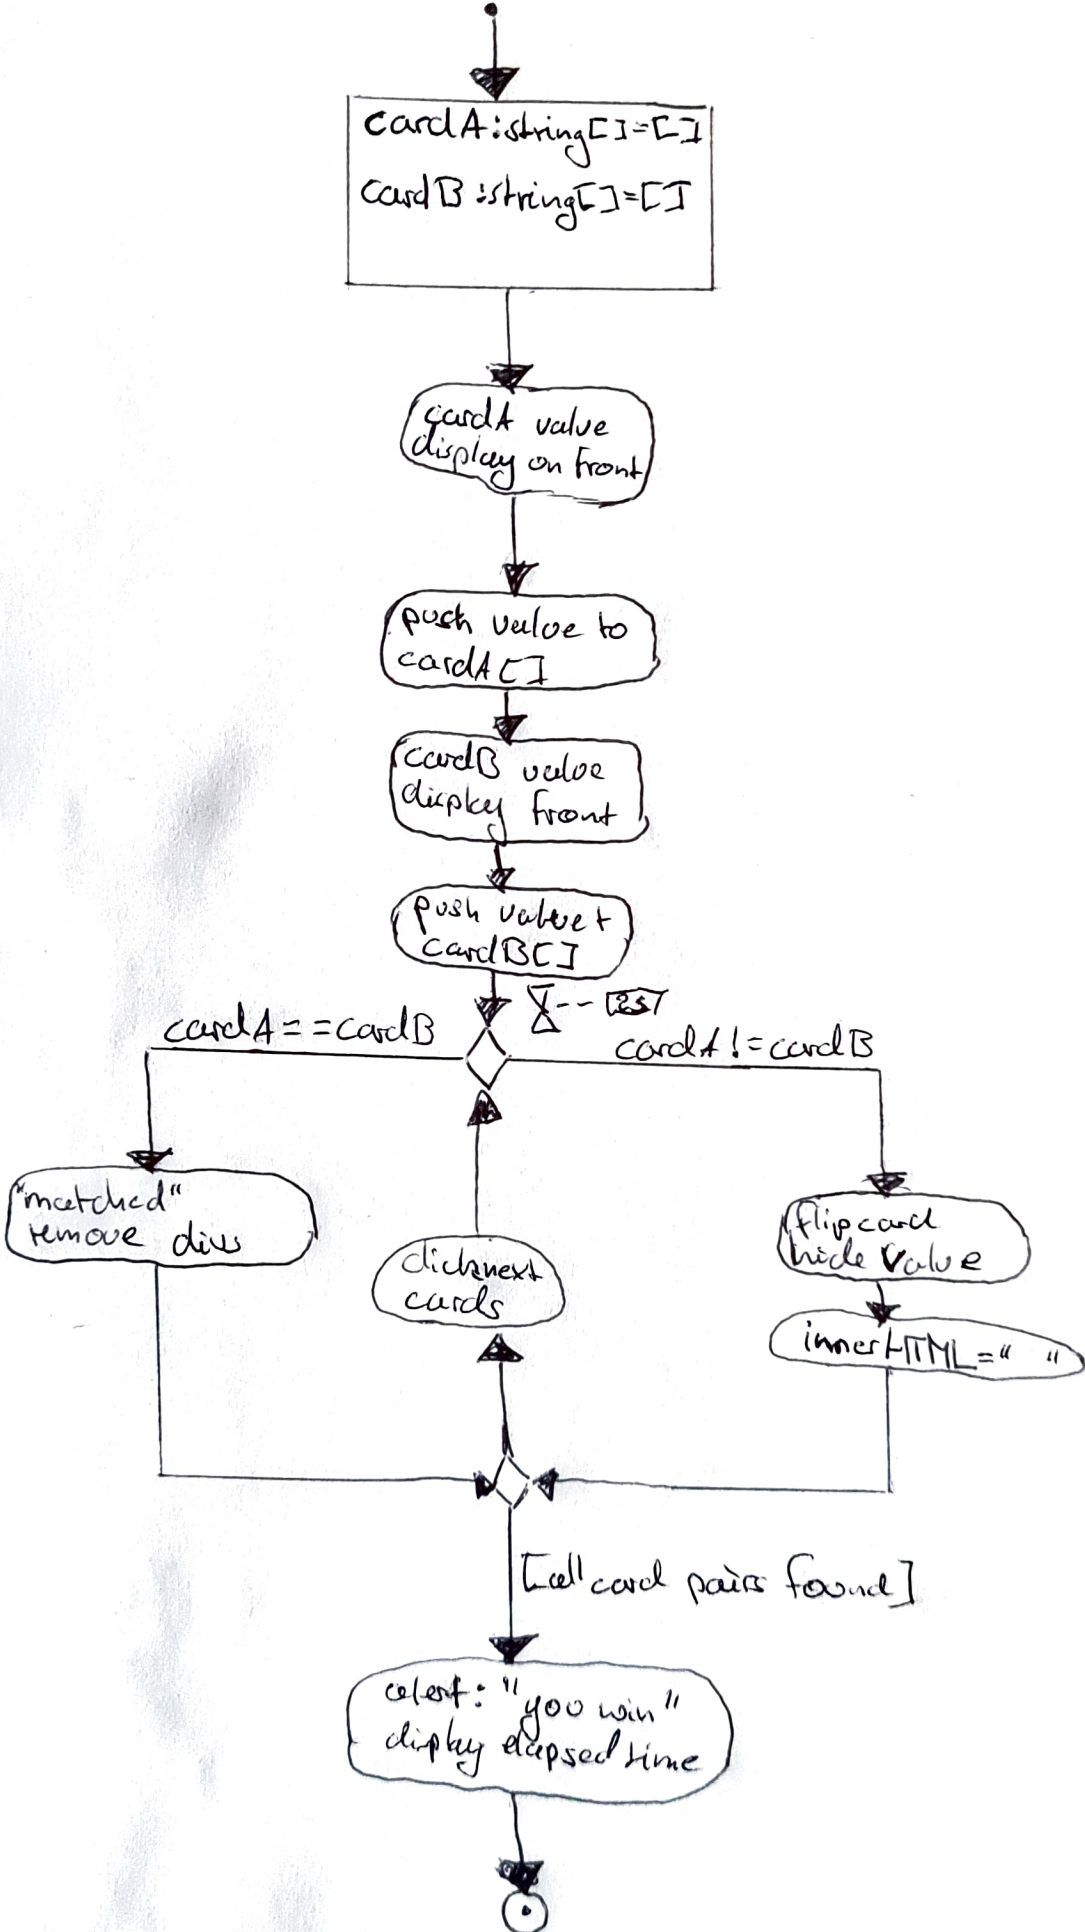 cardA:string[]=[]
cardB:string[]=[]
cardA value
display on front
push value to
cardA[]
cardB value
display front
push value t
cardB[]
2s
cardA==cardB
cardA!=cardB
"matched"
remove divs
flip card
hide value
click next
cards
innerHTML=" "
[all card pairs found]
alert: "you win"
display elapsed time